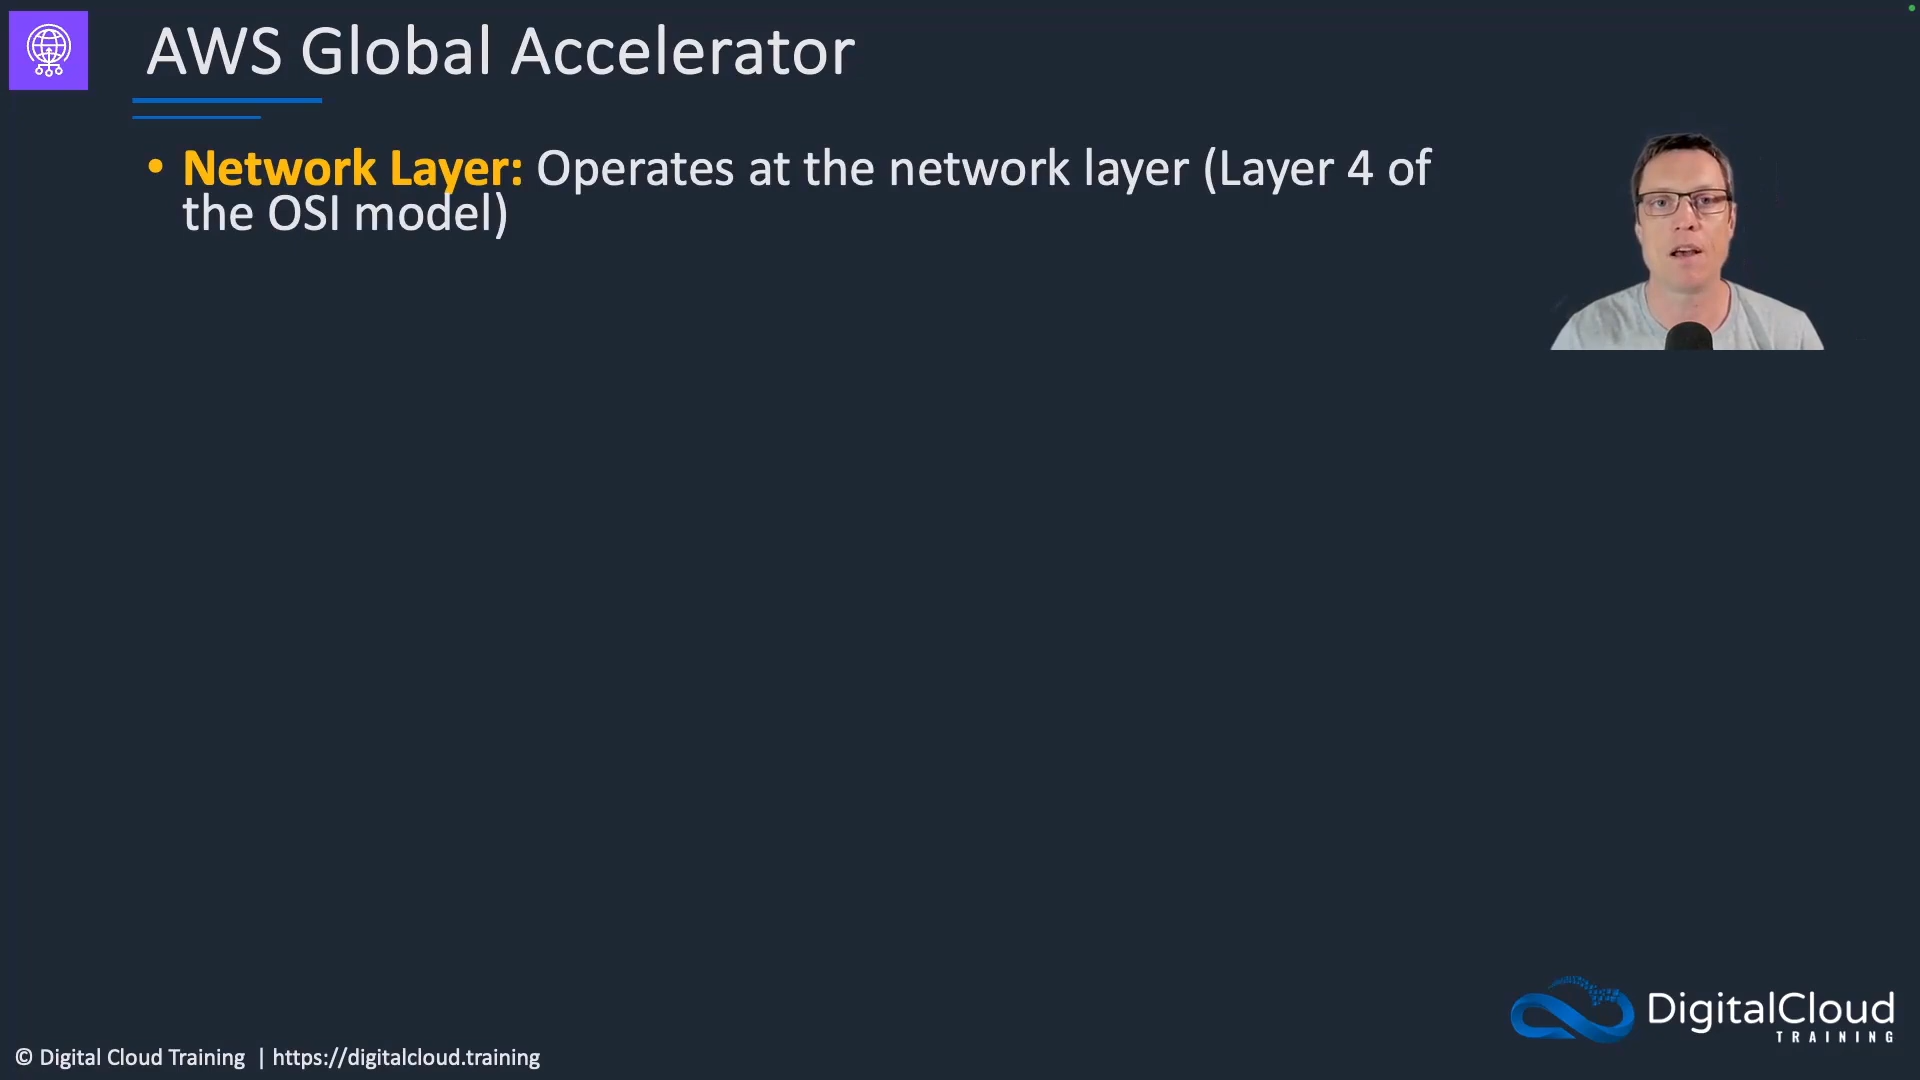 AWS Global Accelerator
• Network Layer: Operates at the network layer (Layer 4 of
the OSI model)
DigitalCloud
TRAINING
© Digital Cloud Training | https://digitalcloud.training